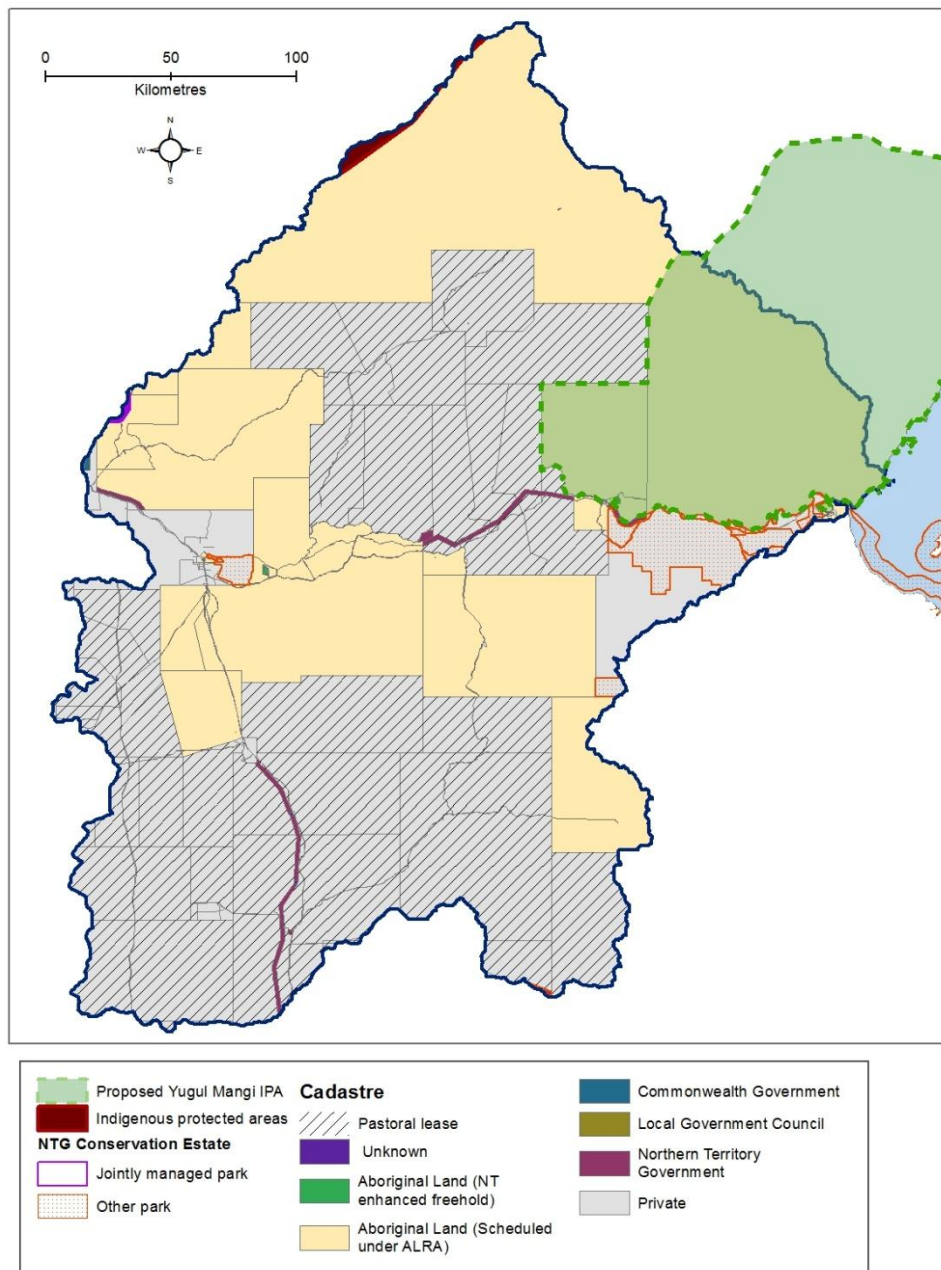 0 50 100
Kilometres
N
W E
S
Proposed Yugul Mangi IPA
Indigenous protected areas
NTG Conservation Estate
Jointly managed park
Other park
Cadastre
Pastoral lease
Unknown
Aboriginal Land (NT
enhanced freehold)
Aboriginal Land (Scheduled
under ALRA)
Commonwealth Government
Local Government Council
Northern Territory
Government
Private